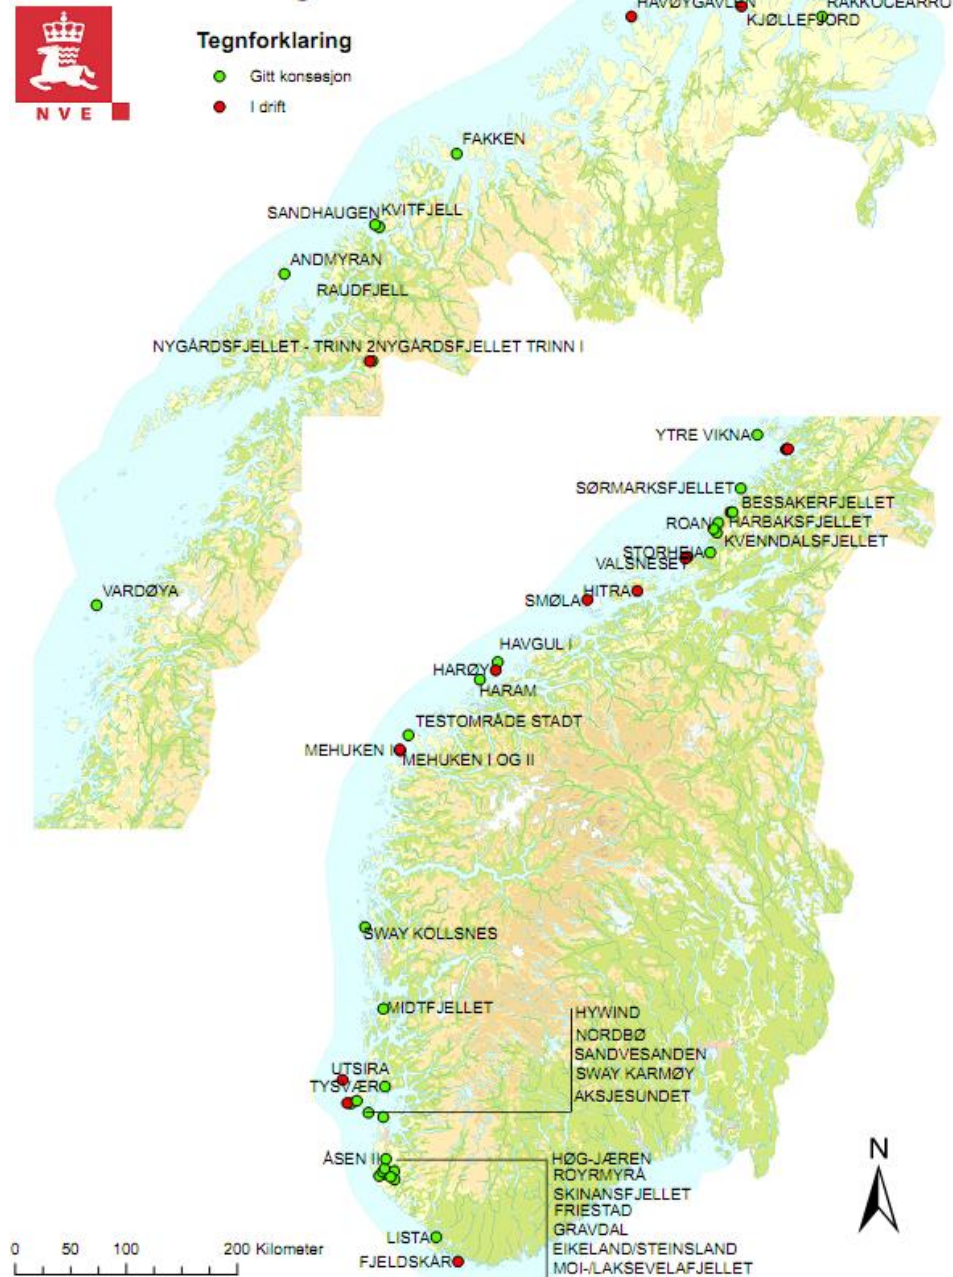 HAVØYGAVLEN
RAKKOCEARRO
KJØLLEFJORD
Tegnforklaring
Gitt konsesjon
I drift
NVE
FAKKEN
SANDHAUGEN
KVITFJELL
ANDMYRAN
RAUDFJELL
NYGÅRDSFJELLET - TRINN 2
NYGÅRDSFJELLET TRINN I
YTRE VIKNA
SØRMARKSFJELLET
BESSAKERFJELLET
ROAN
HARBAKSFJELLET
KVENNDALSFJELLET
STORHEIA
VALSNESET
VARDØYA
HITRA
SMØLA
HAVGUL I
HARØY
HARAM
TESTOMRÅDE STADT
MEHUKEN I
MEHUKEN I OG II
SWAY KOLLSNES
MIDTFJELLET
HYWIND
NORDBØ
SANDVESANDEN
SWAY KARMØY
AKSJESUNDET
UTSIRA
TYSVÆR
ÅSEN II
HØG-JÆREN
RØYRMYRA
SKINANSFJELLET
FRIESTAD
GRAVDAL
EIKELAND/STEINSLAND
MOI-/LAKSEVELAFJELLET
LISTA
FJELDSKÅR
N
0 50 100 200 Kilometer